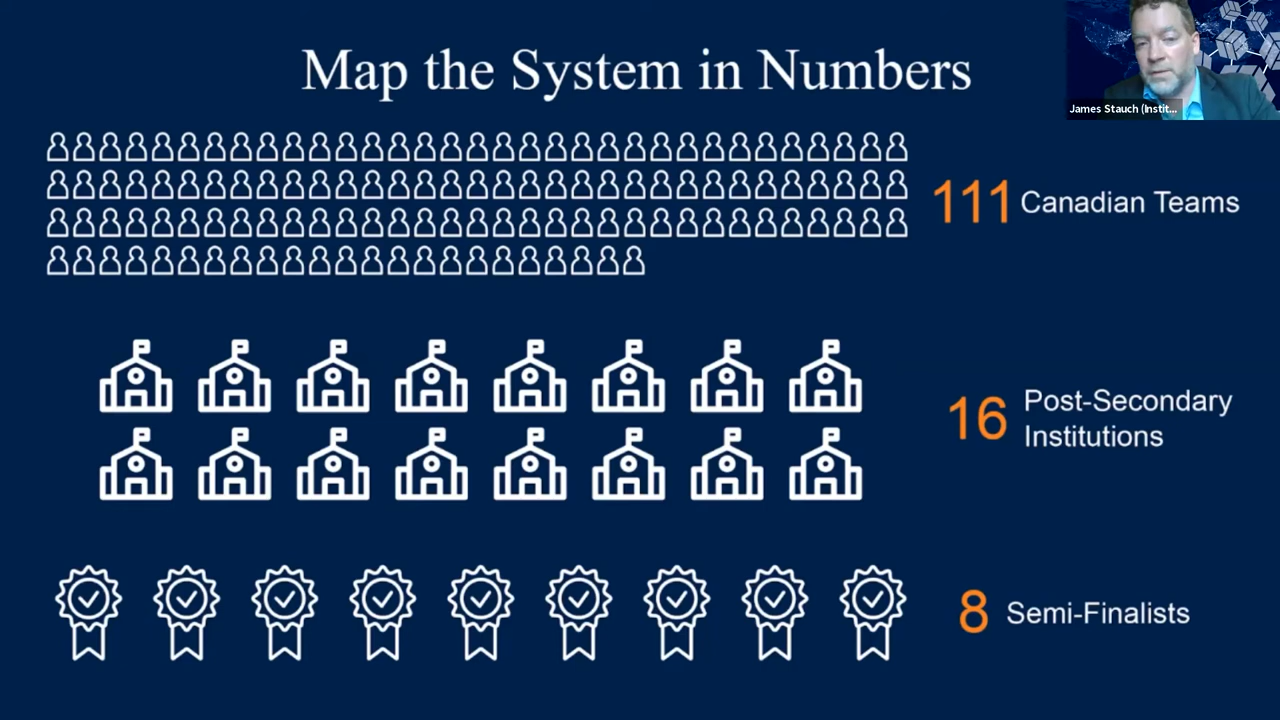 Map the System in Numbers
James Stauch (Instit...
111 Canadian Teams
16 Post-Secondary
Institutions
8 Semi-Finalists